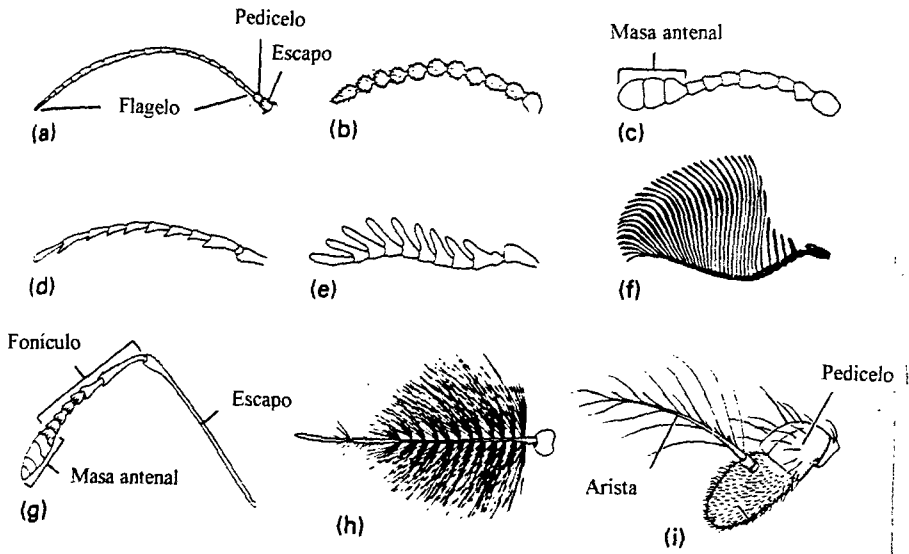 Pedicelo
Escapo
Flagelo
(a)
(b)
Masa antenal
(c)
(d)
(e)
(f)
Fonículo
Escapo
Masa antenal
(g)
(h)
Pedicelo
Arista
(i)